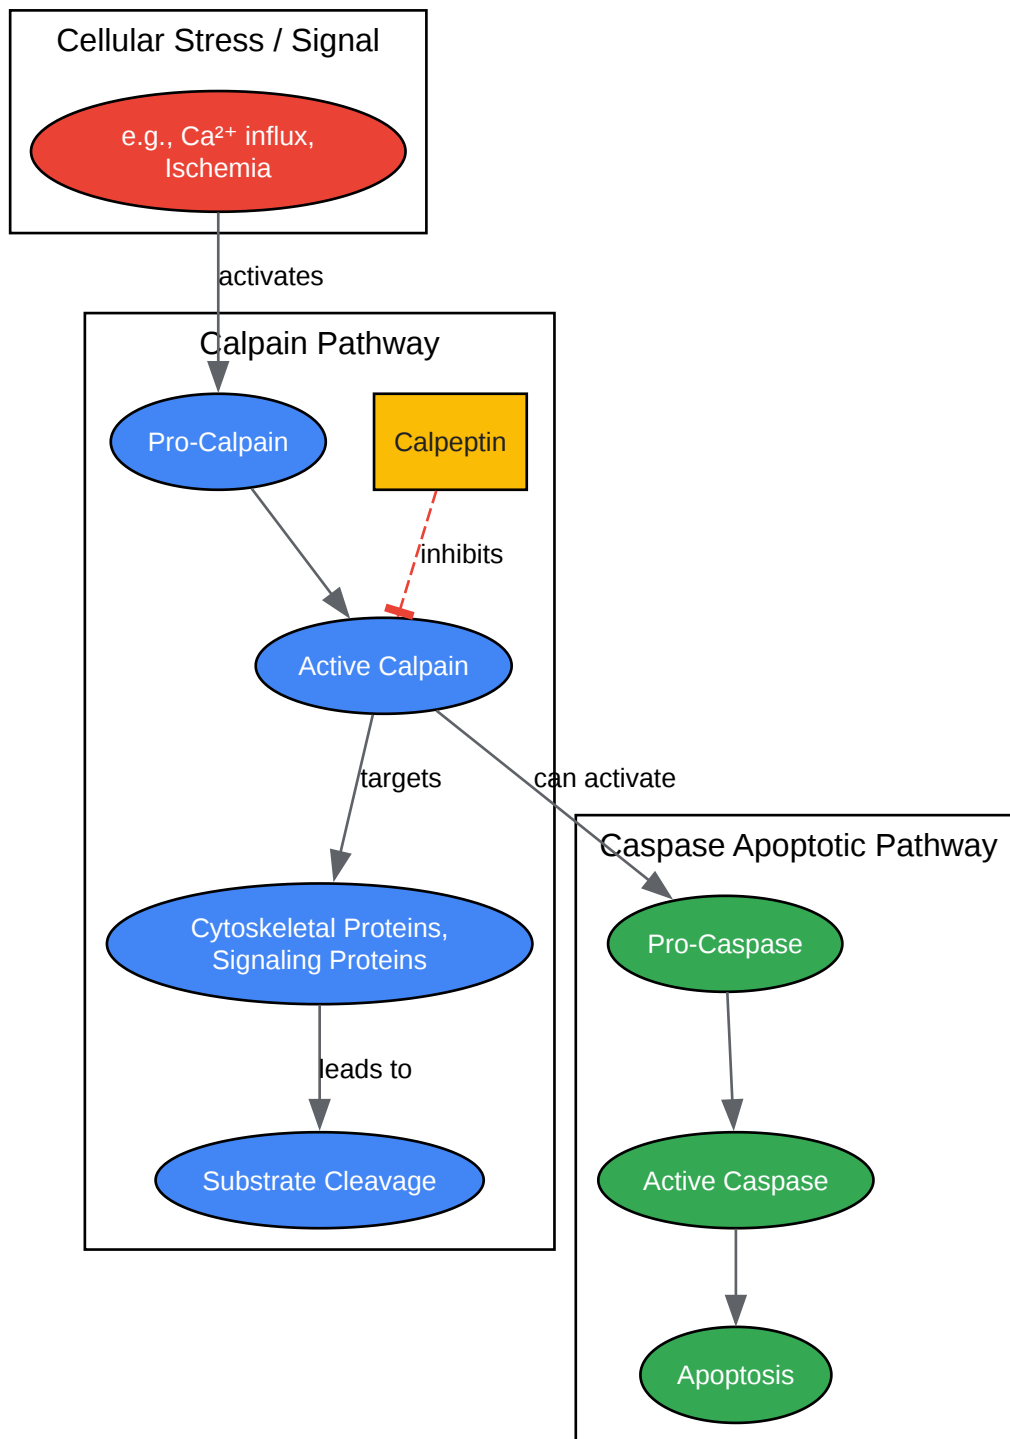 Cellular Stress / Signal
e.g., Ca²⁺ influx,
Ischemia
activates
Calpain Pathway
Pro-Calpain
Calpeptin
inhibits
Active Calpain
targets
can activate
Caspase Apoptotic Pathway
Cytoskeletal Proteins,
Signaling Proteins
Pro-Caspase
leads to
Substrate Cleavage
Active Caspase
Apoptosis